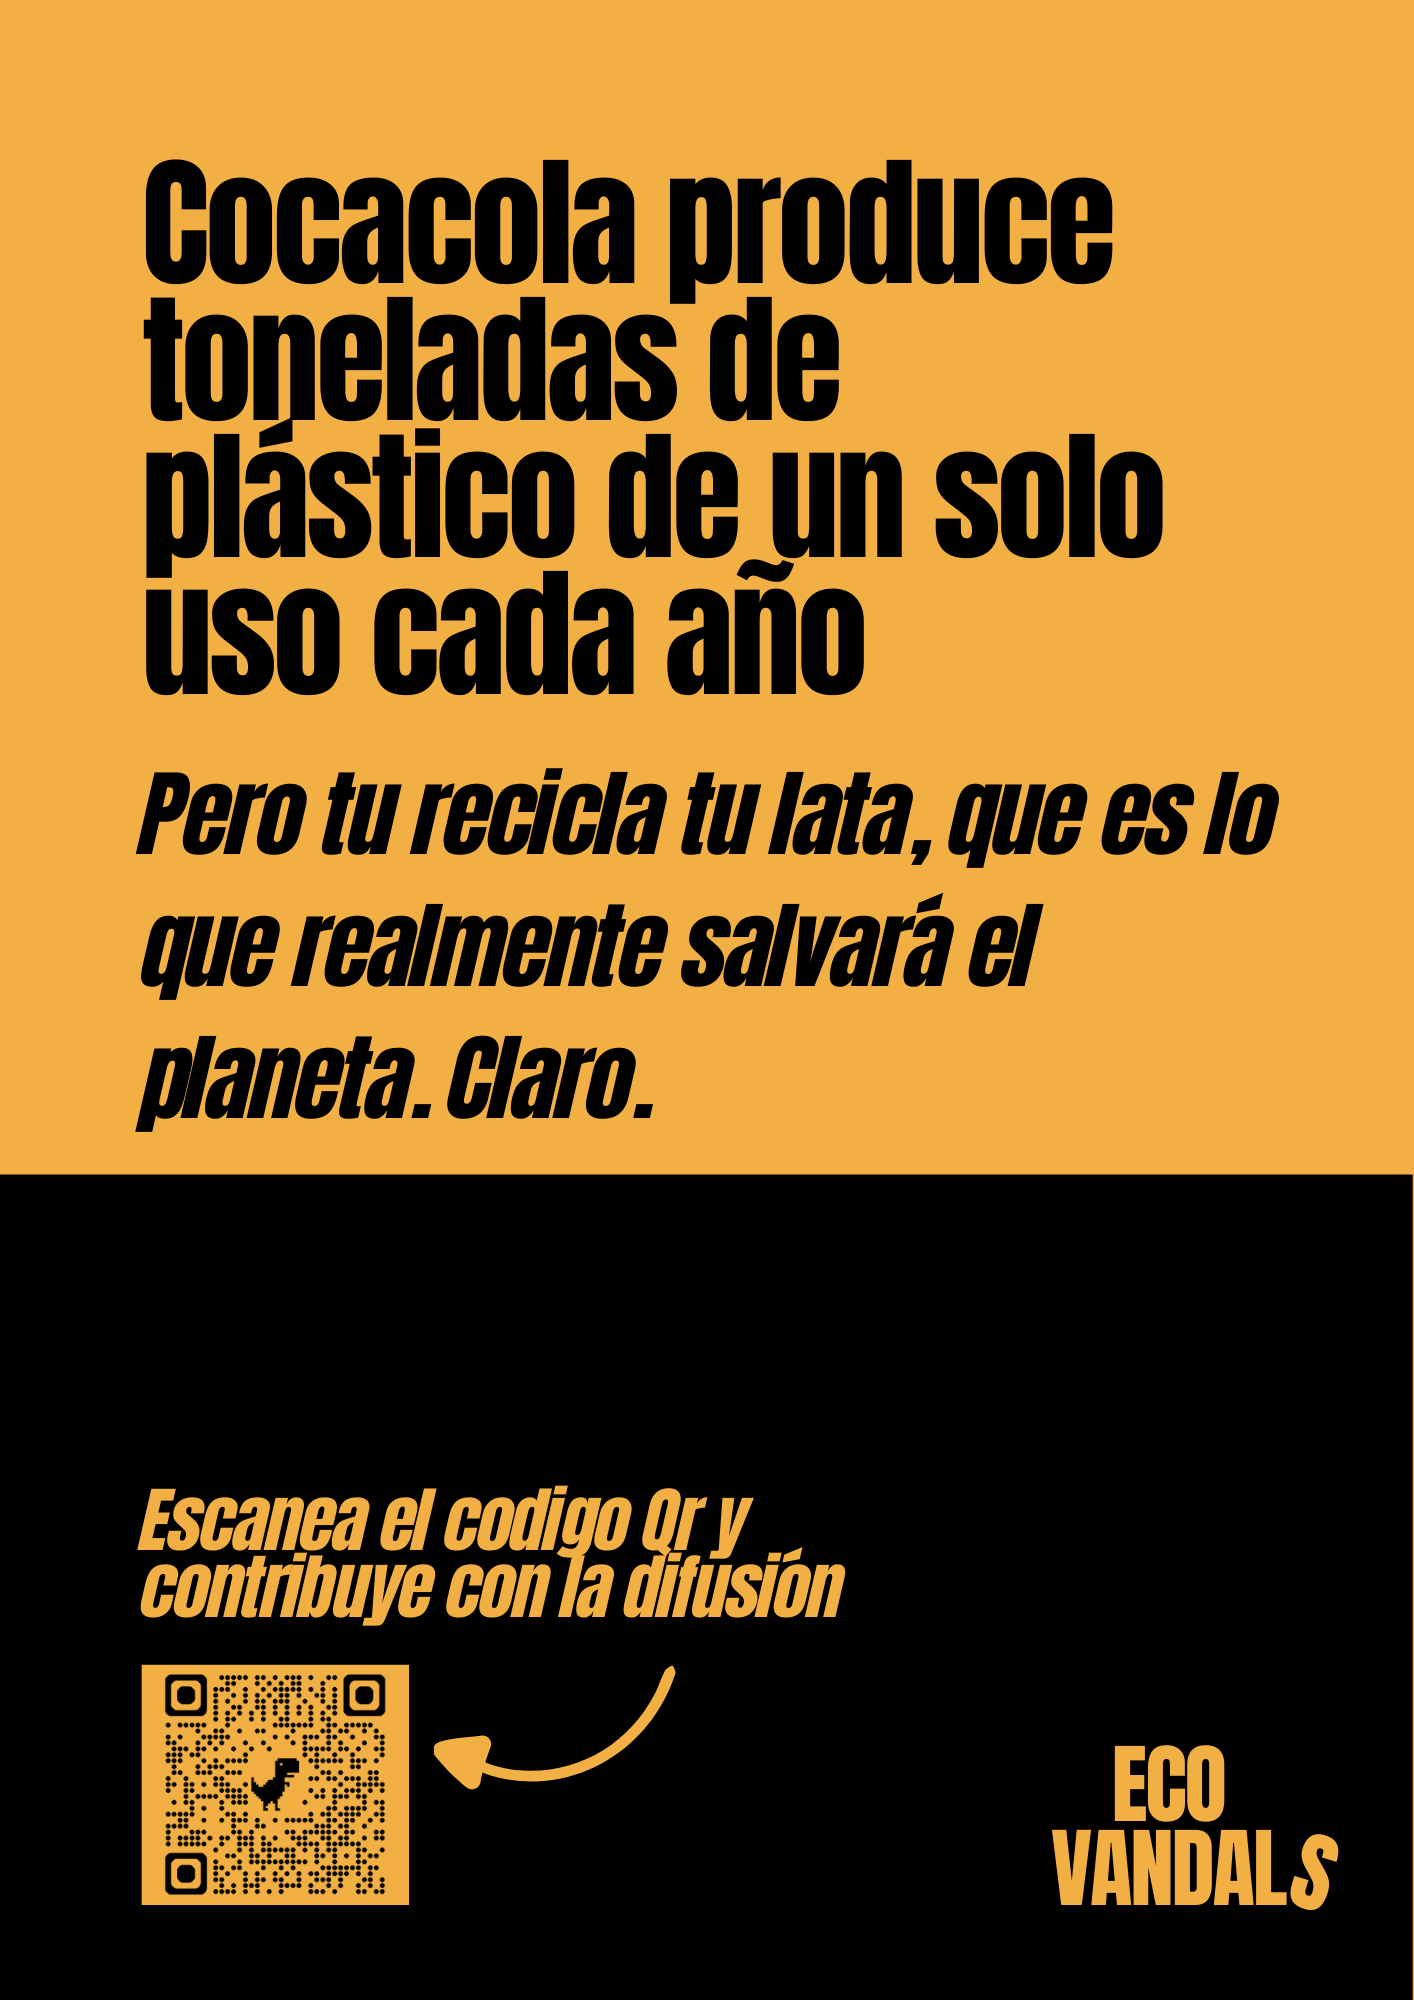 Cocacola produce
toneladas de
plástico de un solo
uso cada año
Pero tu recicla tu lata, que es lo
que realmente salvará el
planeta. Claro.
Escanea el codigo Qr y
contribuye con la difusión
ECO
VANDALS